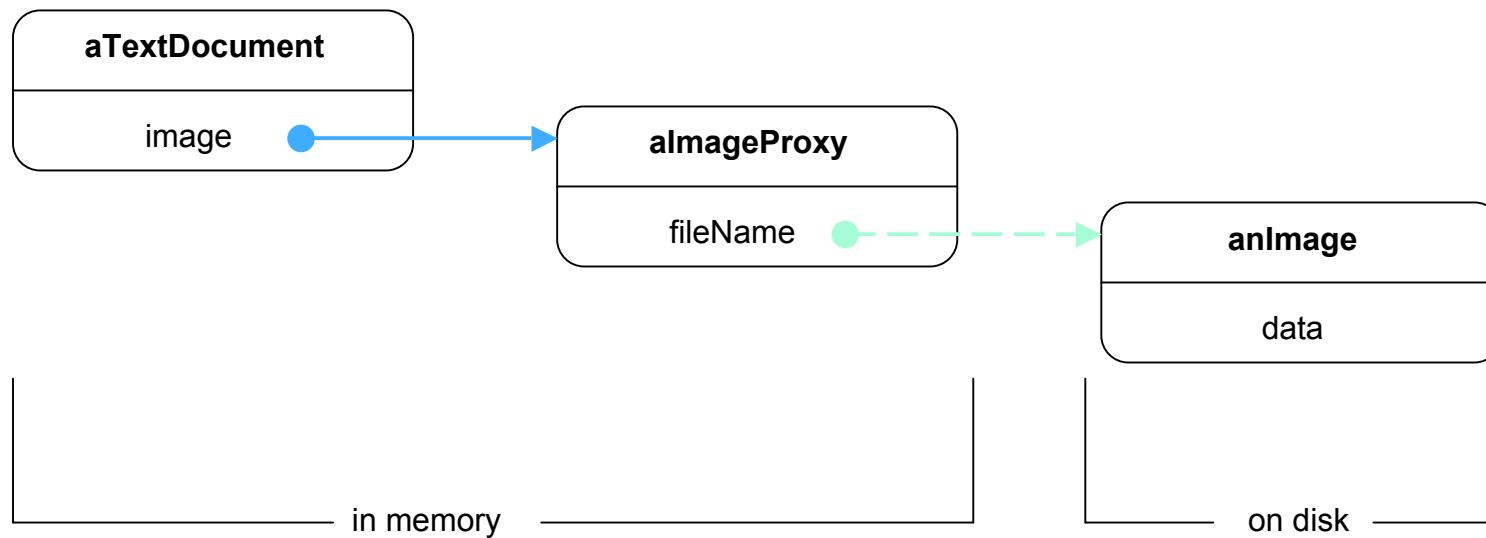 aTextDocument
image
aImageProxy
fileName
anImage
data
in memory
on disk